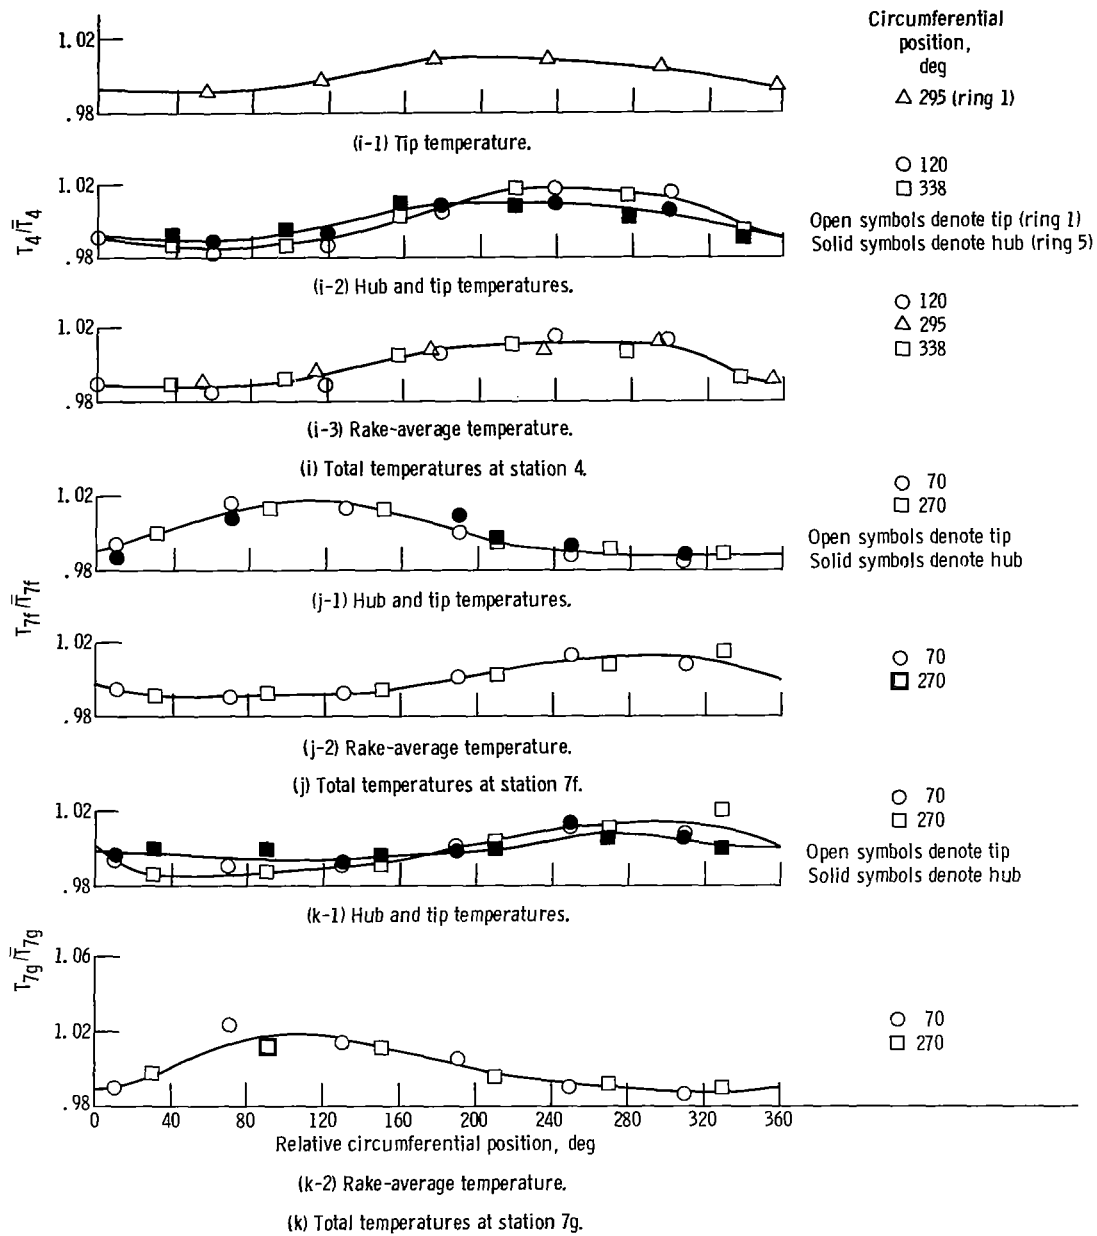 Circumferential
position,
deg
295 (ring 1)
1.02
.98
(i-1) Tip temperature.
120
338
Open symbols denote tip (ring 1)
Solid symbols denote hub (ring 5)
T4/T̅4
1.02
.98
(i-2) Hub and tip temperatures.
120
295
338
1.02
.98
(i-3) Rake-average temperature.
(i) Total temperatures at station 4.
70
270
Open symbols denote tip
Solid symbols denote hub
1.02
.98
(j-1) Hub and tip temperatures.
T7f/T̅7f
1.02
.98
70
270
(j-2) Rake-average temperature.
(j) Total temperatures at station 7f.
70
270
Open symbols denote tip
Solid symbols denote hub
1.02
.98
(k-1) Hub and tip temperatures.
T7g/T̅7g
1.06
1.02
.98
70
270
0 40 80 120 160 200 240 280 320 360
Relative circumferential position, deg
(k-2) Rake-average temperature.
(k) Total temperatures at station 7g.